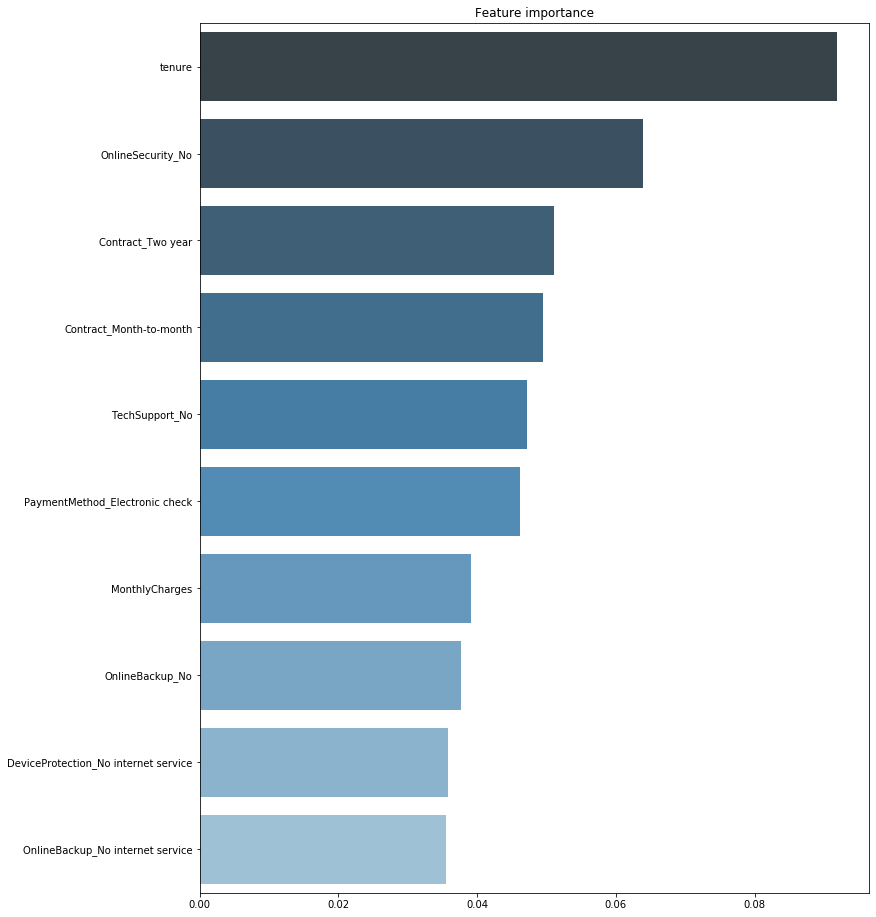 Feature importance
tenure
OnlineSecurity_No
Contract_Two year
Contract_Month-to-month
TechSupport_No
PaymentMethod_Electronic check
MonthlyCharges
OnlineBackup_No
DeviceProtection_No internet service
OnlineBackup_No internet service
0.00 0.02 0.04 0.06 0.08